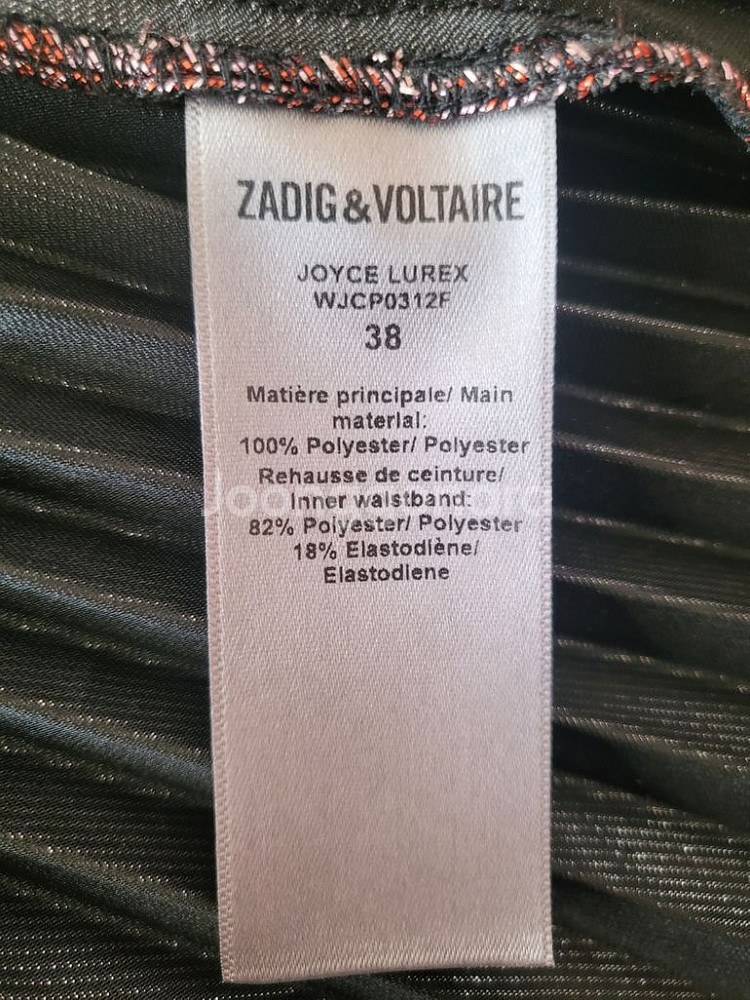 ZADIG&VOLTAIRE
JOYCE LUREX
WJCP0312F
38
Matière principale/ Main
material:
100% Polyester/ Polyester
Rehausse de ceinture/
Inner waistband:
82% Polyester/ Polyester
18% Elastodiène/
Elastodiene